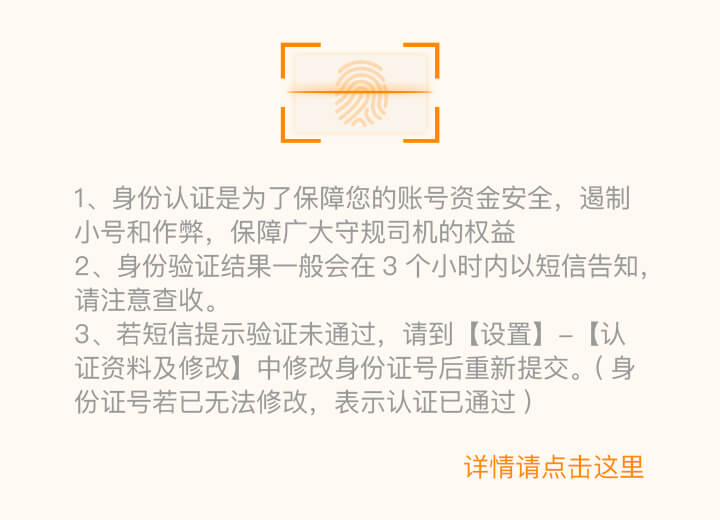 1、身份认证是为了保障您的账号资金安全，遏制
小号和作弊，保障广大守规司机的权益
2、身份验证结果一般会在 3 个小时内以短信告知，
请注意查收。
3、若短信提示验证未通过，请到【设置】–【认
证资料及修改】中修改身份证号后重新提交。( 身
份证号若已无法修改，表示认证已通过 )
详情请点击这里